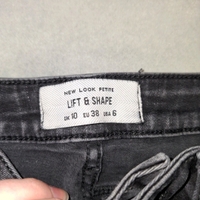 NEW LOOK PETITE
LIFT & SHAPE
UK 10 EU 38 USA 6